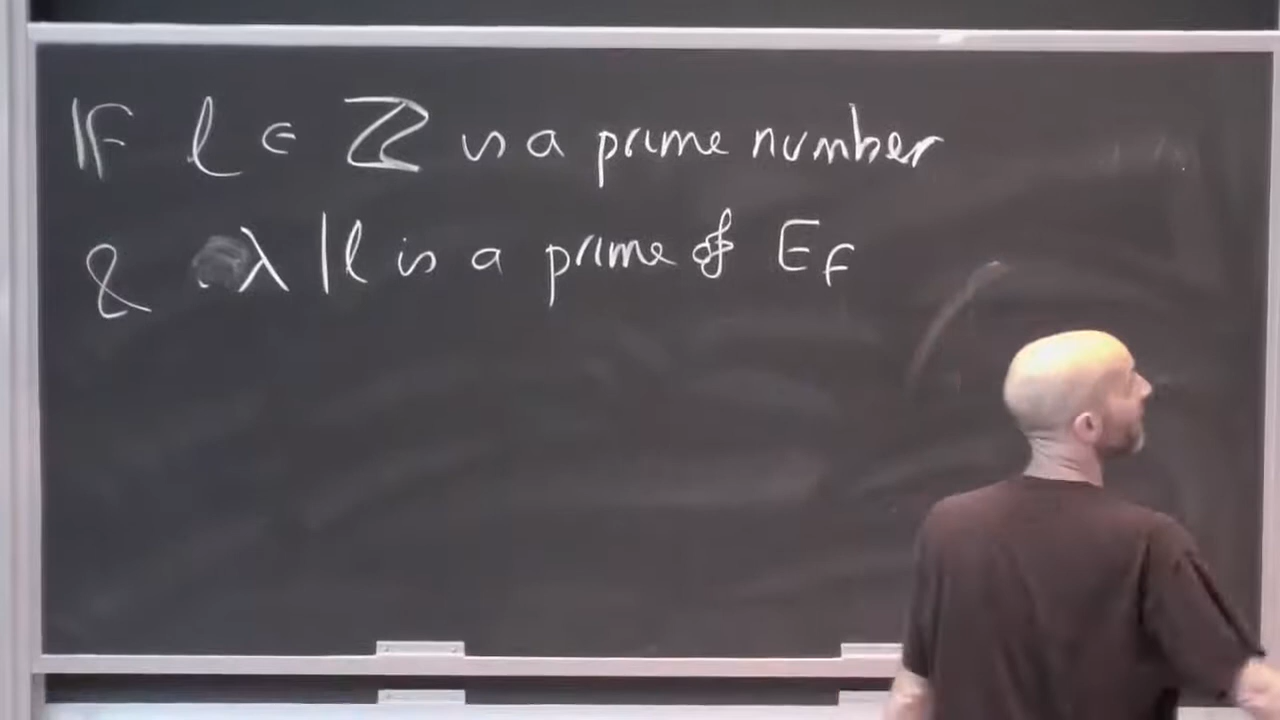 IF ℓ ∈ ℤ is a prime number
& λ | ℓ is a prime of E_f